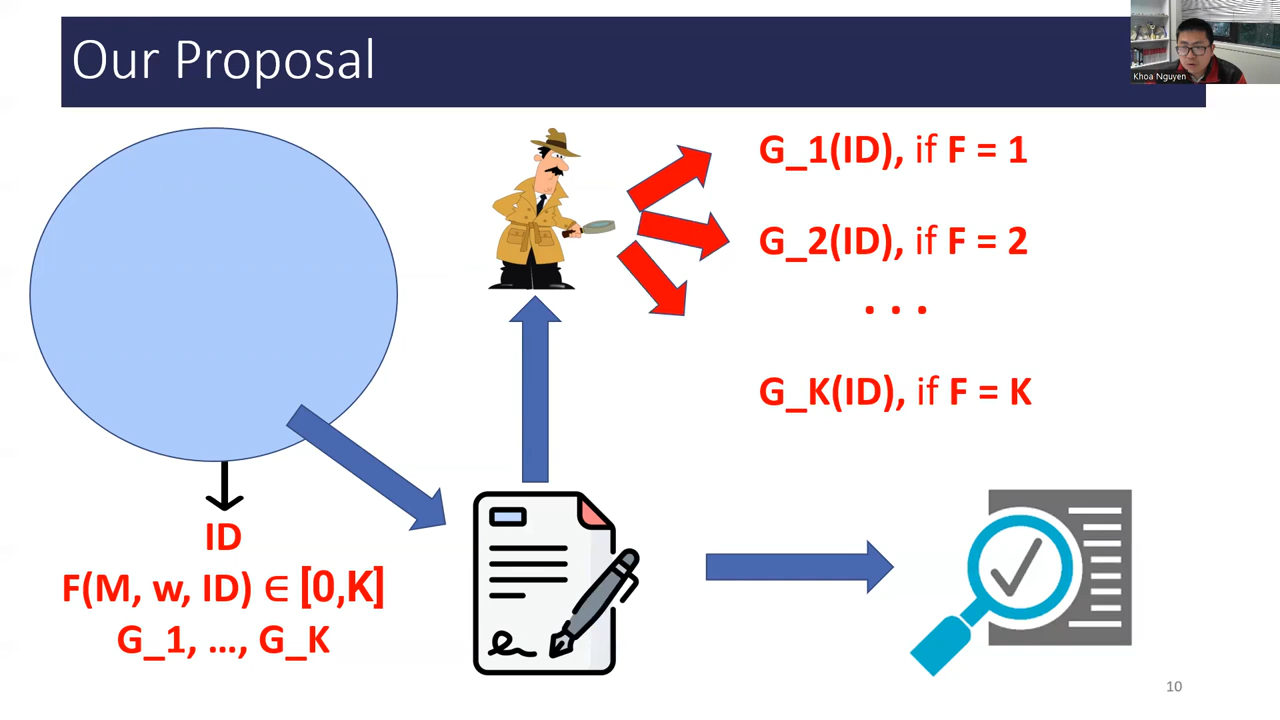 Our Proposal
Khoa Nguyen
G_1(ID), if F = 1
G_2(ID), if F = 2
. . .
G_K(ID), if F = K
ID
F(M, w, ID) ∈ [0,K]
G_1, …, G_K
10